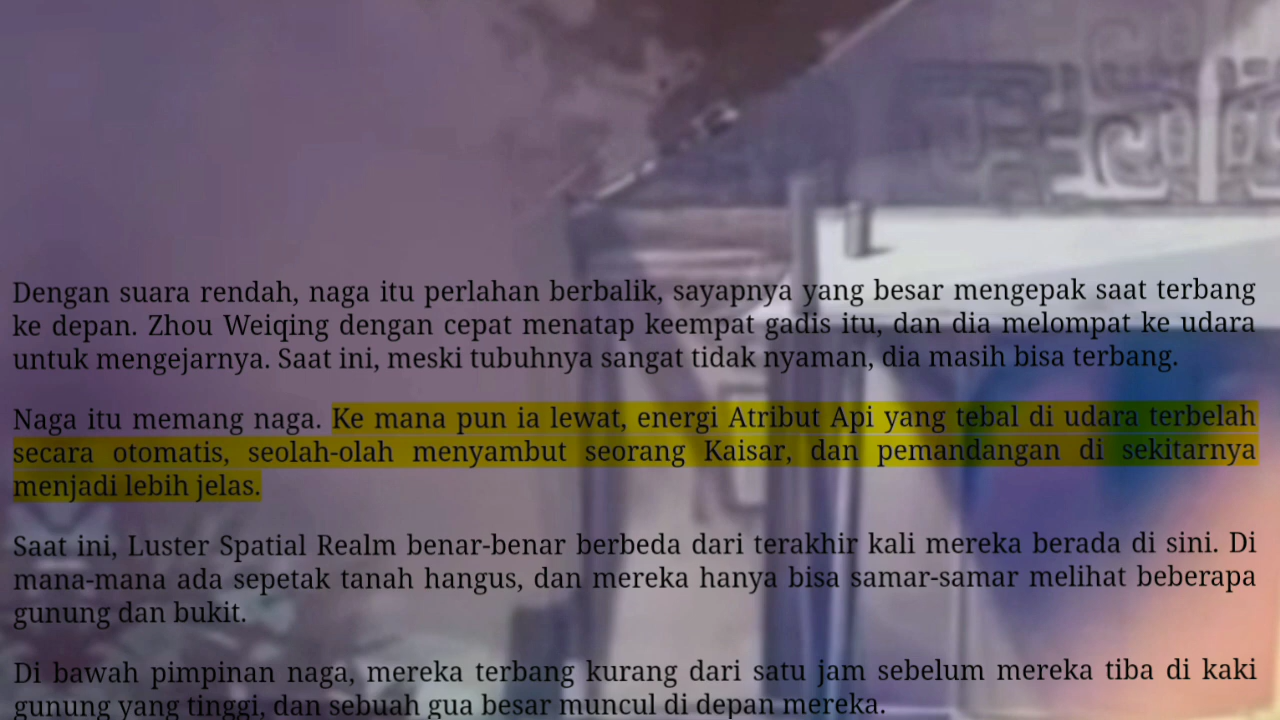 Dengan suara rendah, naga itu perlahan berbalik, sayapnya yang besar mengepak saat terbang
ke depan. Zhou Weiqing dengan cepat menatap keempat gadis itu, dan dia melompat ke udara
untuk mengejarnya. Saat ini, meski tubuhnya sangat tidak nyaman, dia masih bisa terbang.
Naga itu memang naga. Ke mana pun ia lewat, energi Atribut Api yang tebal di udara terbelah
secara otomatis, seolah-olah menyambut seorang Kaisar, dan pemandangan di sekitarnya
menjadi lebih jelas.
Saat ini, Luster Spatial Realm benar-benar berbeda dari terakhir kali mereka berada di sini. Di
mana-mana ada sepetak tanah hangus, dan mereka hanya bisa samar-samar melihat beberapa
gunung dan bukit.
Di bawah pimpinan naga, mereka terbang kurang dari satu jam sebelum mereka tiba di kaki
gunung yang tinggi, dan sebuah gua besar muncul di depan mereka.